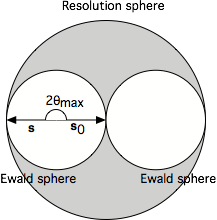 Resolution sphere
2θmax
s s0
Ewald sphere Ewald sphere